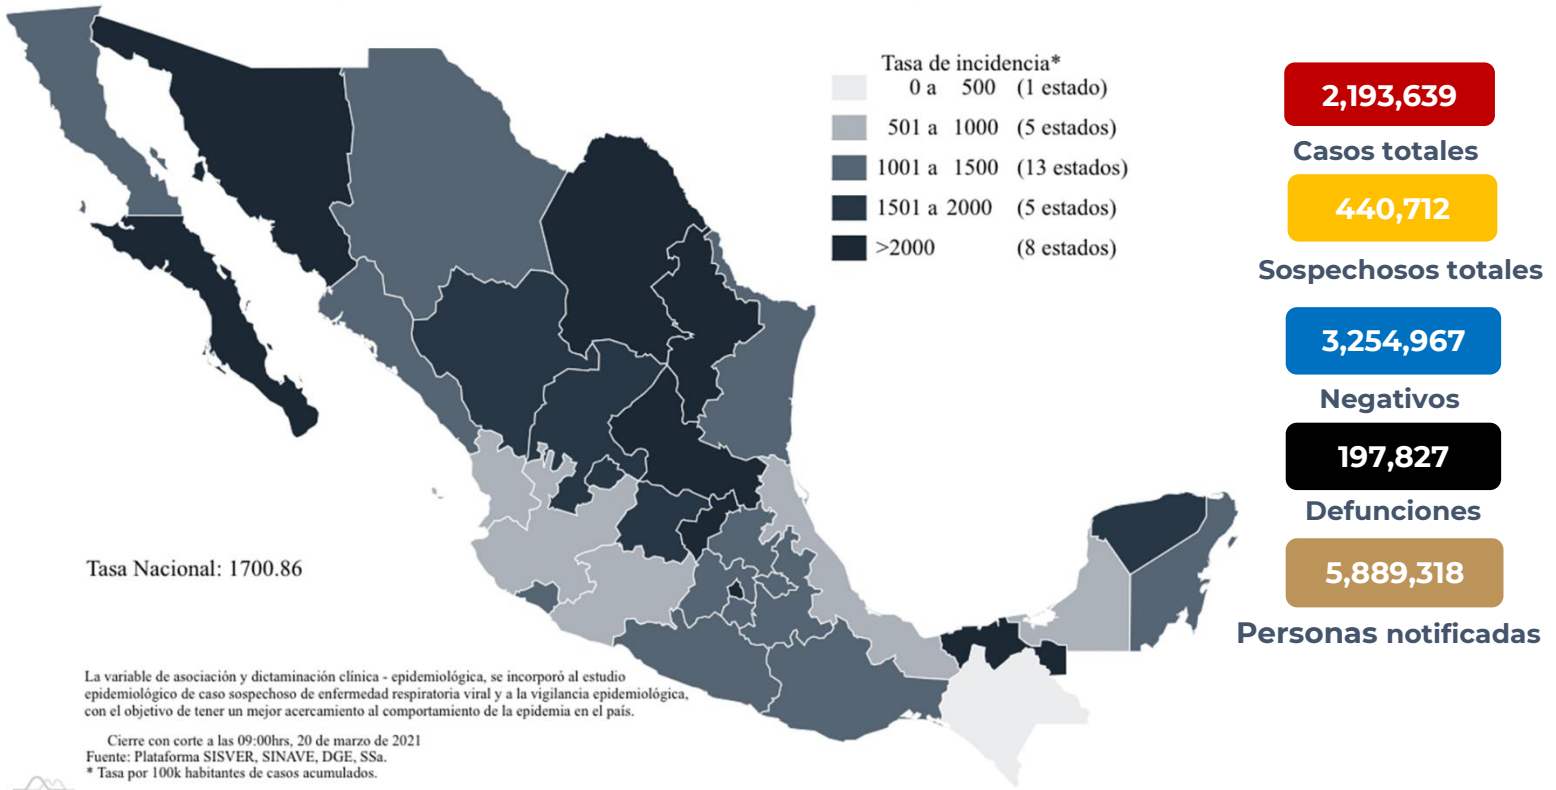 Tasa de incidencia*
0 a 500 (1 estado)
501 a 1000 (5 estados)
1001 a 1500 (13 estados)
1501 a 2000 (5 estados)
>2000 (8 estados)
2,193,639
Casos totales
440,712
Sospechosos totales
3,254,967
Negativos
197,827
Defunciones
5,889,318
Personas notificadas
Tasa Nacional: 1700.86
La variable de asociación y dictaminación clínica - epidemiológica, se incorporó al estudio
epidemiológico de caso sospechoso de enfermedad respiratoria viral y a la vigilancia epidemiológica,
con el objetivo de tener un mejor acercamiento al comportamiento de la epidemia en el país.
Cierre con corte a las 09:00hrs, 20 de marzo de 2021
Fuente: Plataforma SISVER, SINAVE, DGE, SSa.
* Tasa por 100k habitantes de casos acumulados.